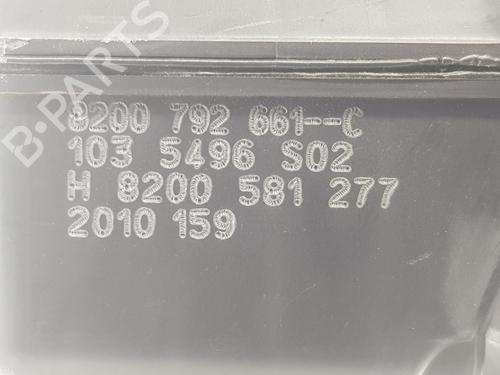 B-PARTS
8200 792 661--C
103 5496 S02
H 8200 581 277
2010 159